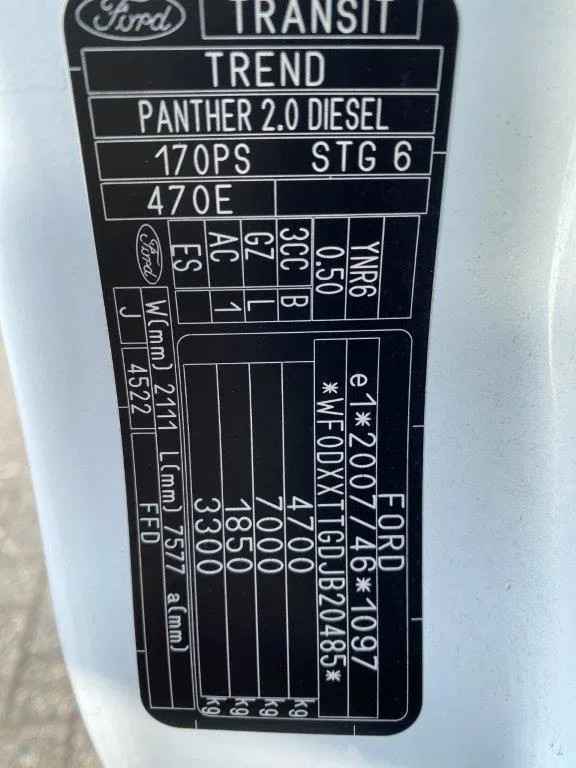 Ford TRANSIT
TREND
PANTHER 2.0 DIESEL
170PS STG 6
470E
YNR6
0.50
3CC B
GZ L
AC 1
ES
Ford
FORD
e1*2007/46*1097
*WF0DXXTTGDJB20485*
4700 kg
7000 kg
1850 kg
3300 kg
W(mm) 2111 L(mm) 7577 a(mm)
J 4522 FFD